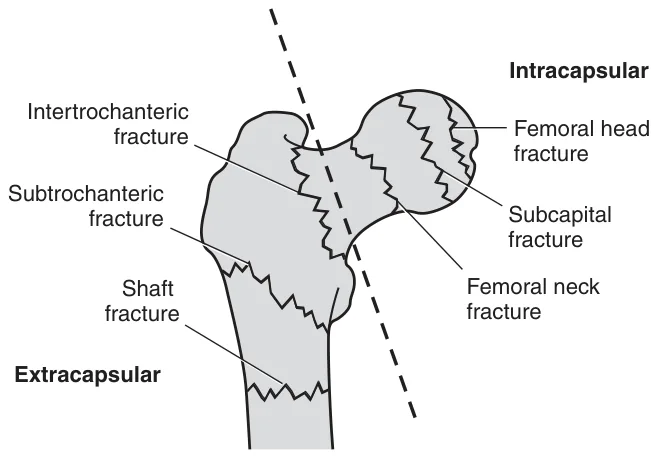 Intracapsular
Intertrochanteric
fracture
Femoral head
fracture
Subtrochanteric
fracture
Subcapital
fracture
Shaft
fracture
Femoral neck
fracture
Extracapsular